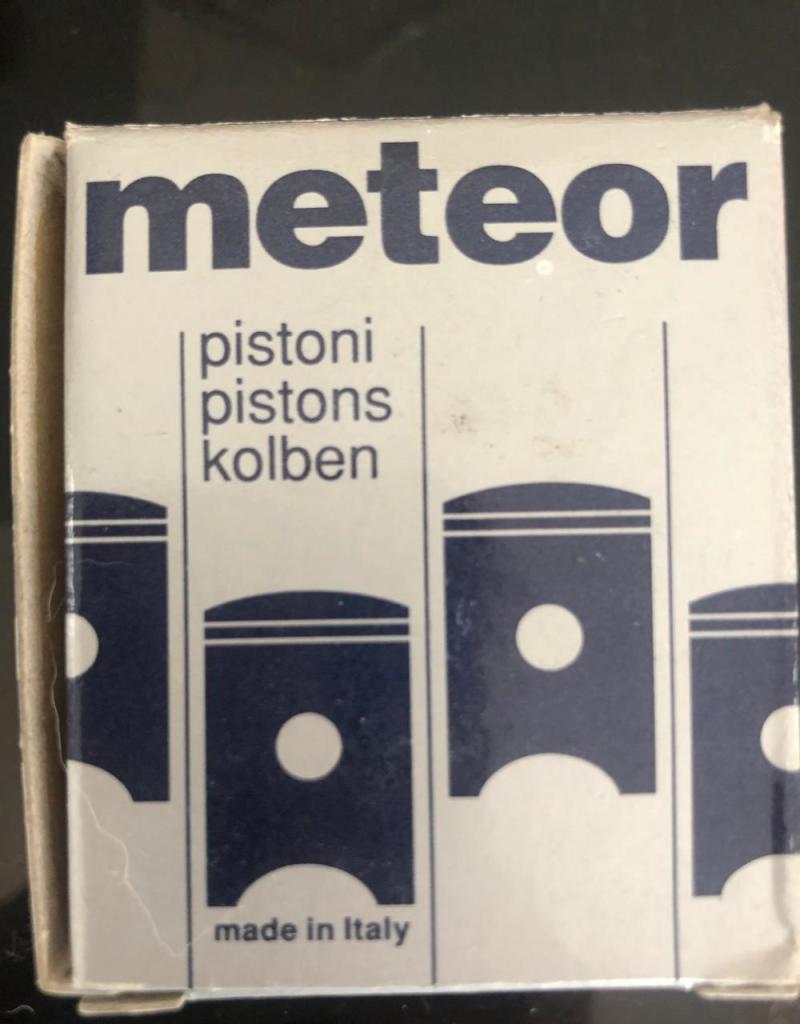 meteor
pistoni
pistons
kolben
made in Italy